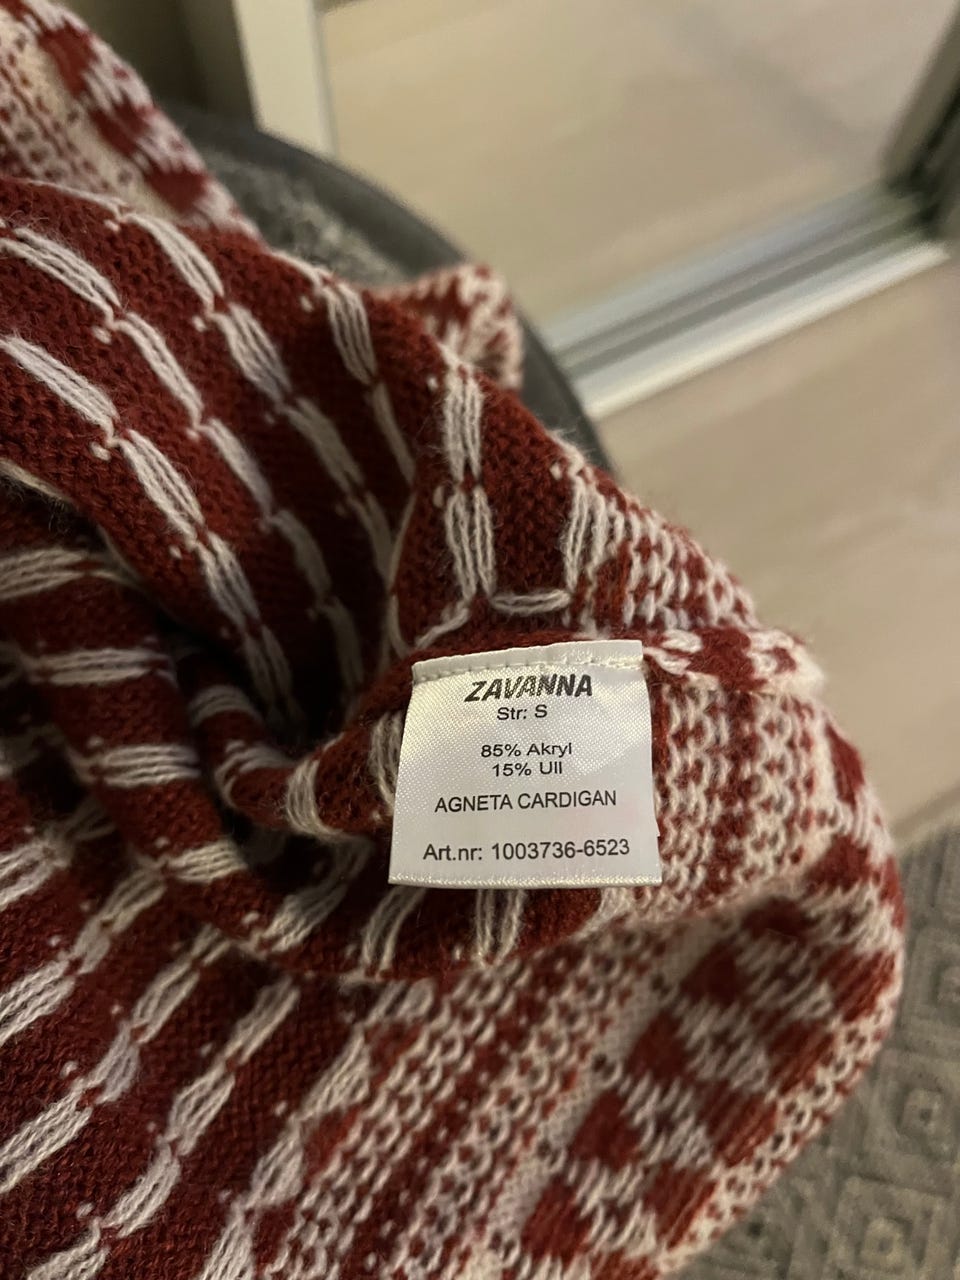 ZAVANNA
Str: S
85% Akryl
15% Ull
AGNETA CARDIGAN
Art.nr: 1003736-6523